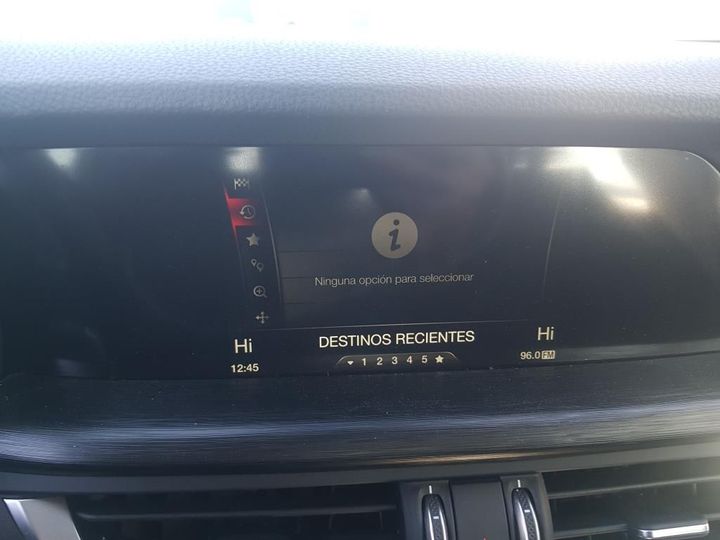 Ninguna opción para seleccionar
Hi DESTINOS RECIENTES Hi
12:45 1 2 3 4 5 96.0 FM